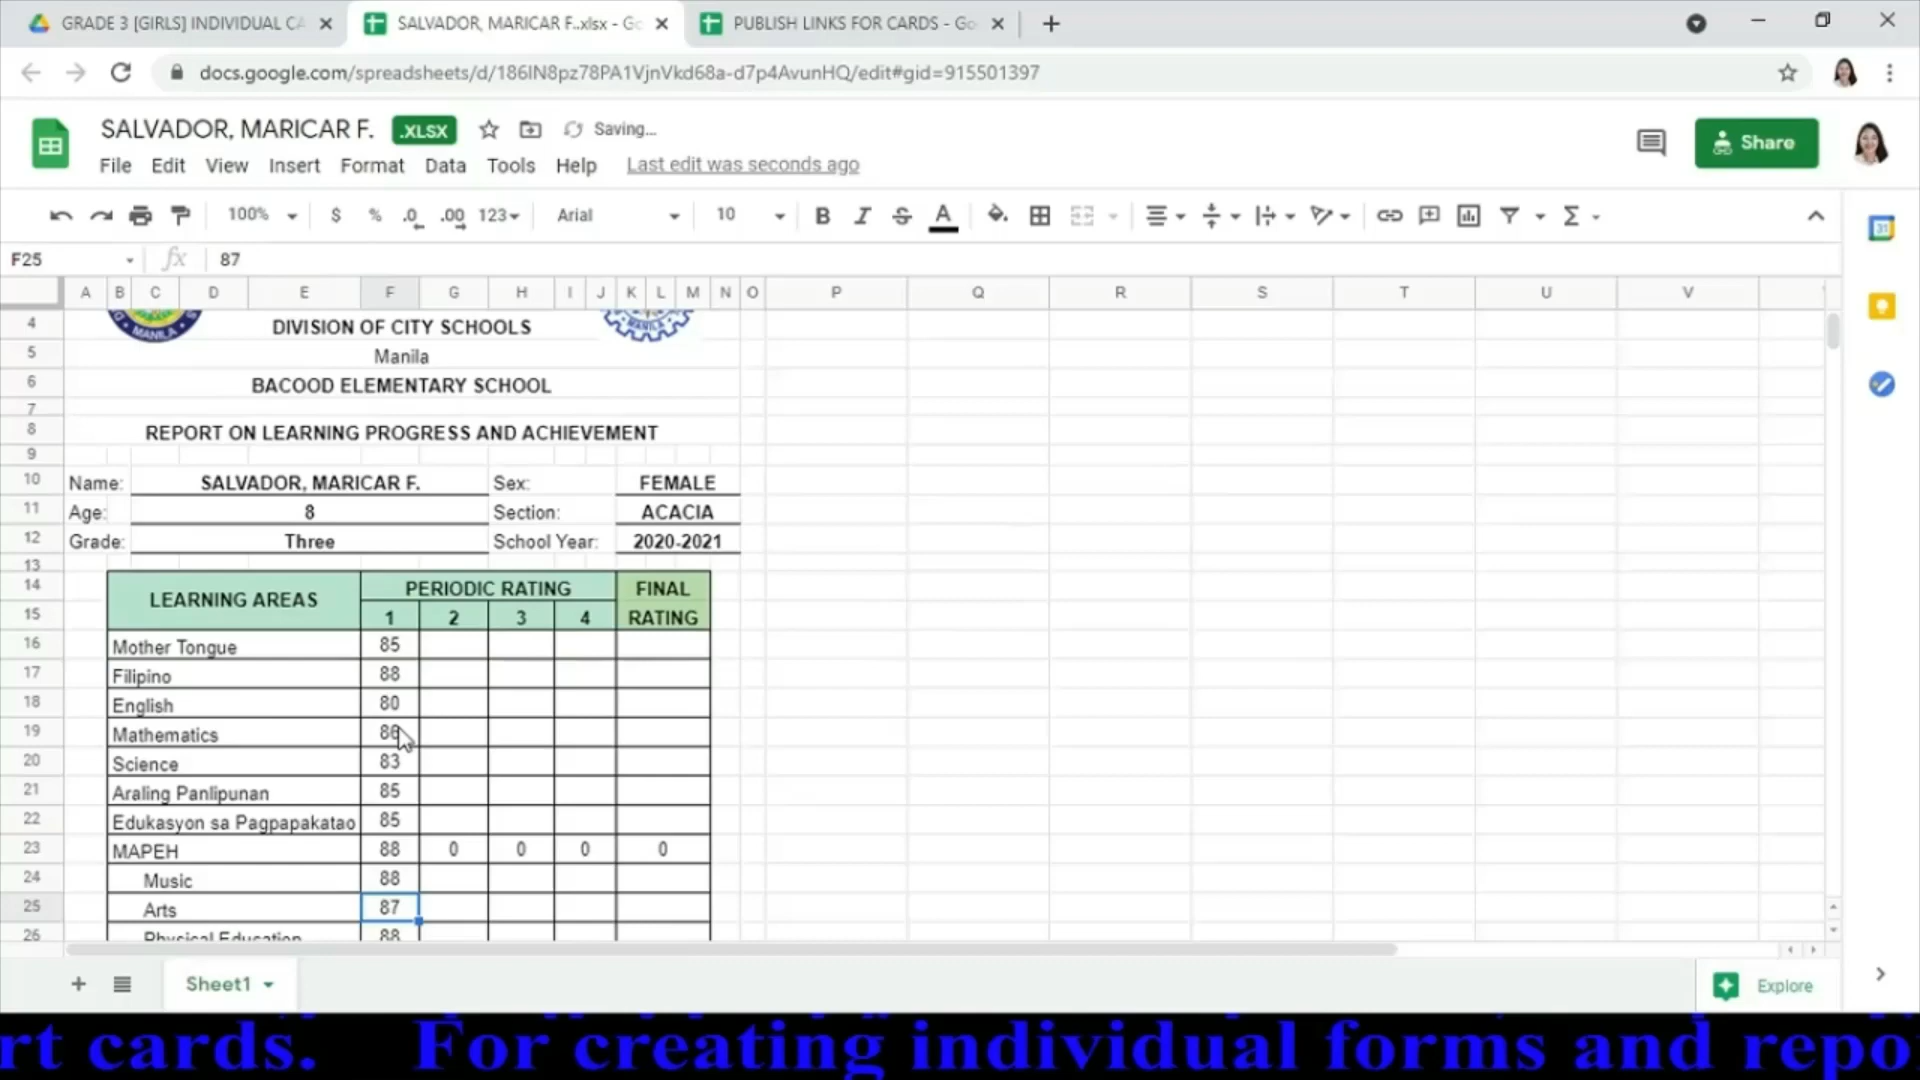 GRADE 3 [GIRLS] INDIVIDUAL CA
SALVADOR, MARICAR F..xlsx - Go
PUBLISH LINKS FOR CARDS - Go
docs.google.com/spreadsheets/d/186IN8pz78PA1VjnVkd68a-d7p4AvunHQ/edit#gid=915501397
SALVADOR, MARICAR F. .XLSX Saving…
Share
File Edit View Insert Format Data Tools Help Last edit was seconds ago
100% $ % .0 .00 123 Arial 10 B I S A Σ
31
F25 fx 87
A B C D E F G H I J K L M N O P Q R S T U V
MANILA
MANILA
4 DIVISION OF CITY SCHOOLS
5 Manila
6 BACOOD ELEMENTARY SCHOOL
7
8 REPORT ON LEARNING PROGRESS AND ACHIEVEMENT
9
10 Name: SALVADOR, MARICAR F. Sex: FEMALE
11 Age: 8 Section: ACACIA
12 Grade: Three School Year: 2020-2021
13
14 LEARNING AREAS PERIODIC RATING FINAL
15 1 2 3 4 RATING
16 Mother Tongue 85
17 Filipino 88
18 English 80
19 Mathematics
20 Science 83
21 Araling Panlipunan 85
22 Edukasyon sa Pagpapakatao 85
23 MAPEH 88 0 0 0 0
24 Music 88
25 Arts 87
26 Physical Education 88
Sheet1
Explore
rt cards. For creating individual forms and repo